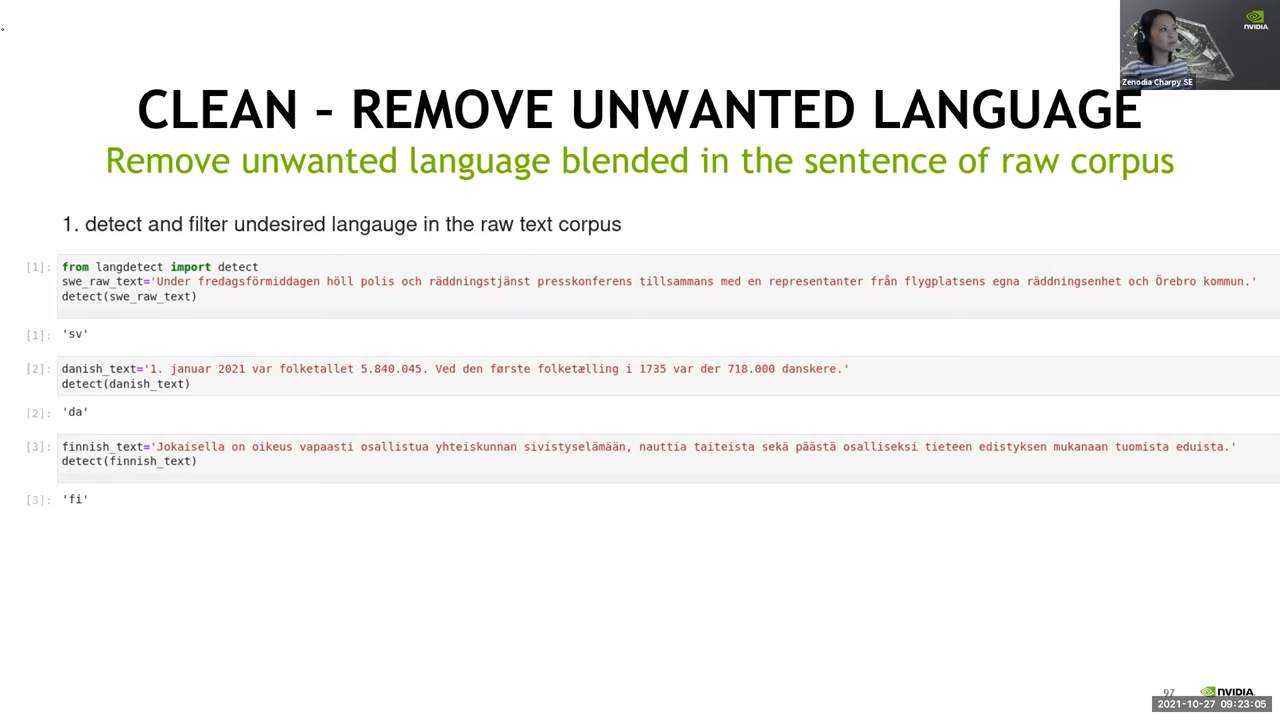 NVIDIA
Zenodia Charpy SE
CLEAN – REMOVE UNWANTED LANGUAGE
Remove unwanted language blended in the sentence of raw corpus
1. detect and filter undesired langauge in the raw text corpus
[1]: from langdetect import detect
swe_raw_text='Under fredagsförmiddagen höll polis och räddningstjänst presskonferens tillsammans med en representanter från flygplatsens egna räddningsenhet och Örebro kommun.'
detect(swe_raw_text)
[1]: 'sv'
[2]: danish_text='1. januar 2021 var folketallet 5.840.045. Ved den første folketælling i 1735 var der 718.000 danskere.'
detect(danish_text)
[2]: 'da'
[3]: finnish_text='Jokaisella on oikeus vapaasti osallistua yhteiskunnan sivistyselämään, nauttia taiteista sekä päästä osalliseksi tieteen edistyksen mukanaan tuomista eduista.'
detect(finnish_text)
[3]: 'fi'
97 NVIDIA
2021-10-27 09:23:05